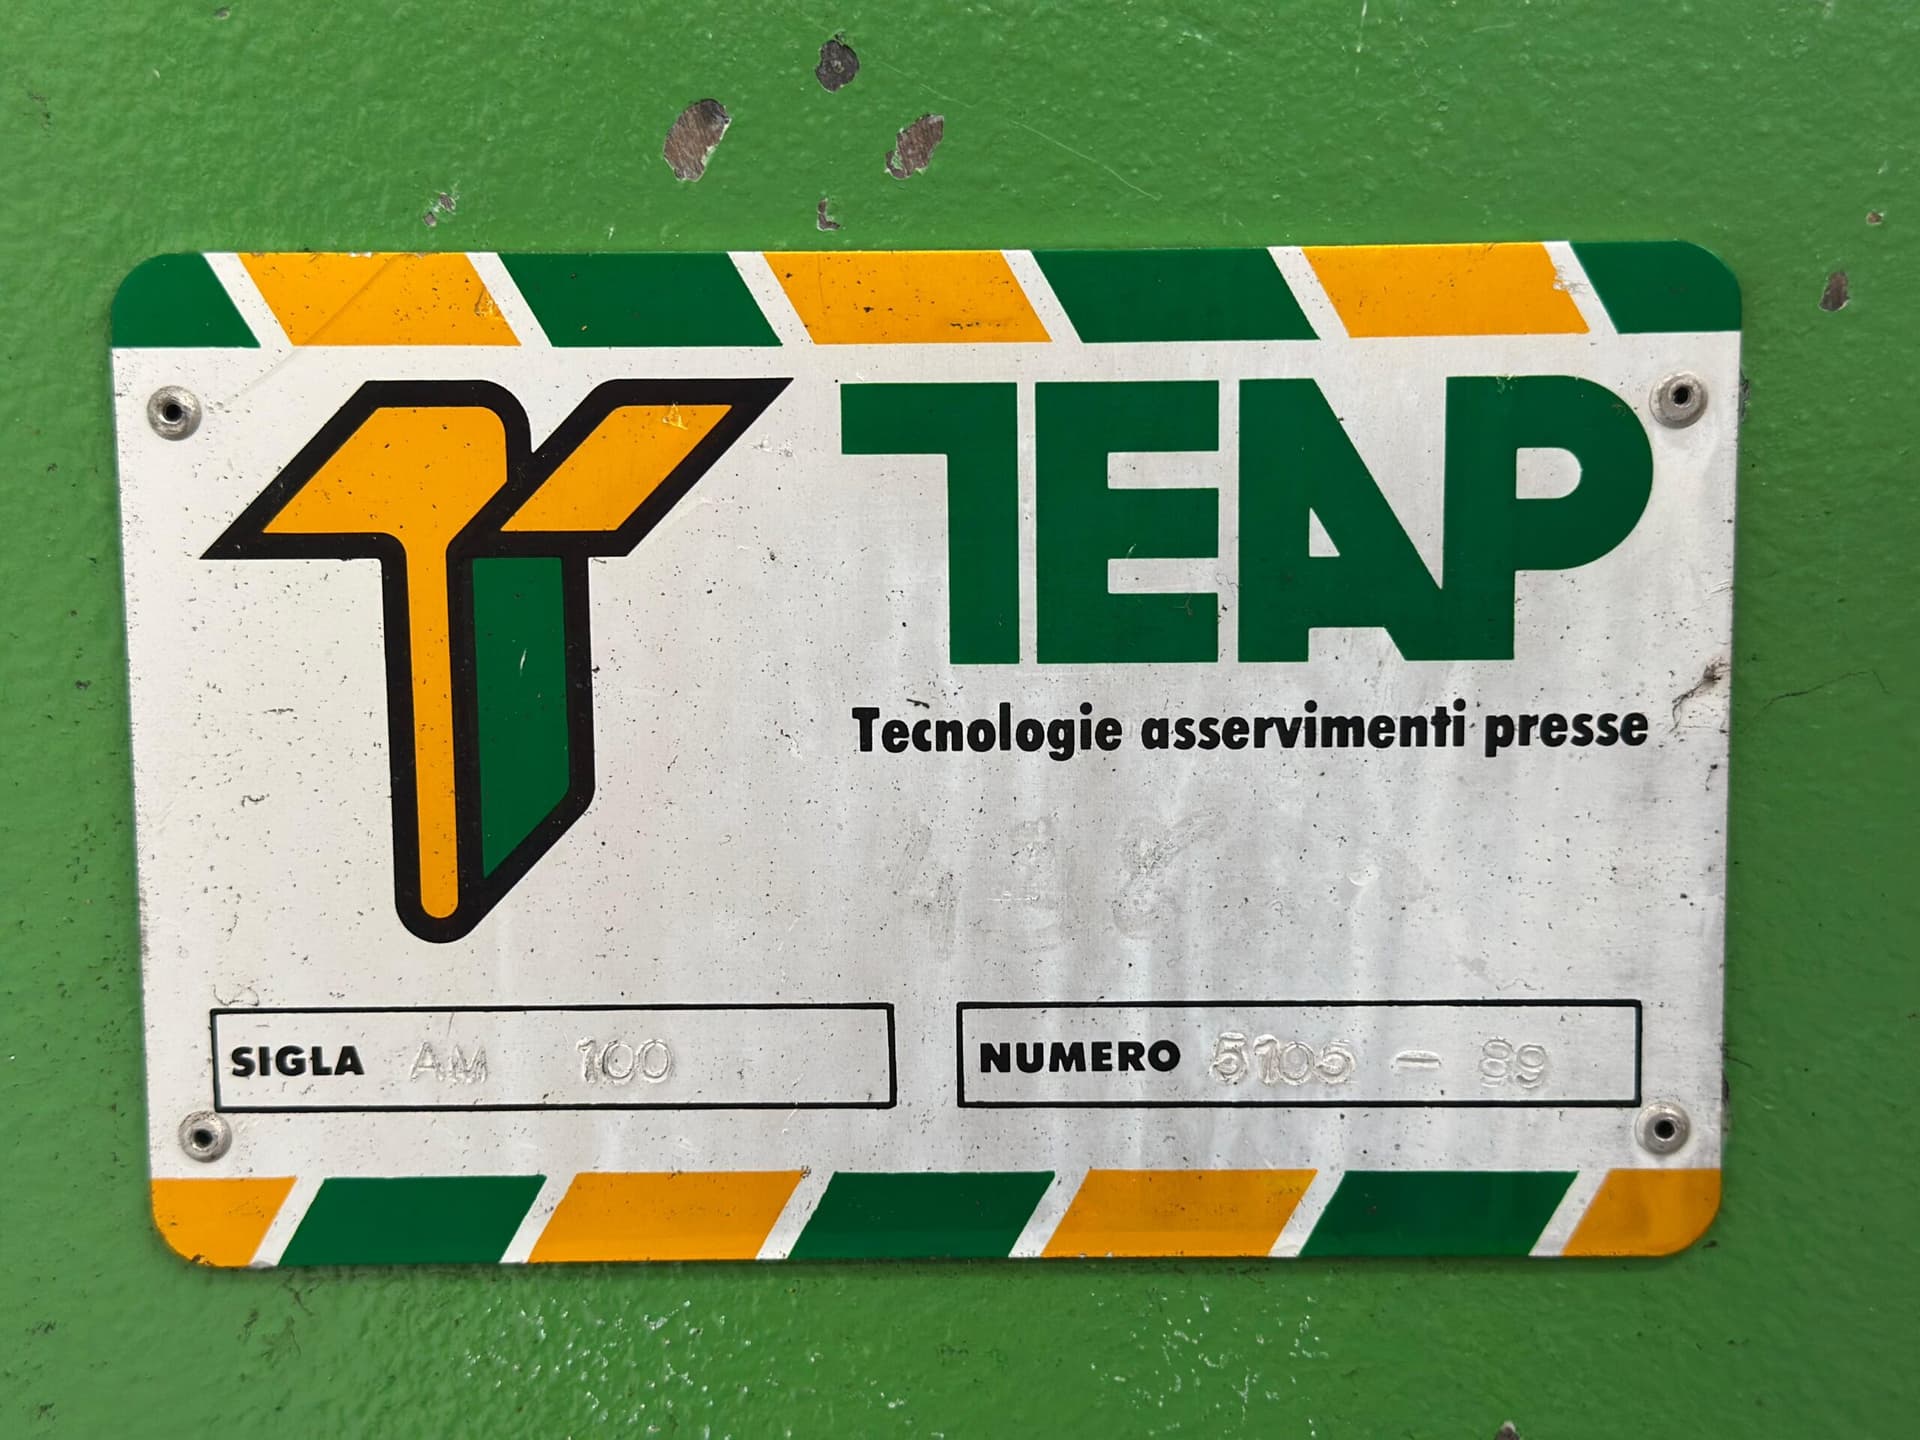 TEAP
Tecnologie asservimenti presse
SIGLA AM 100
NUMERO 5105 - 89